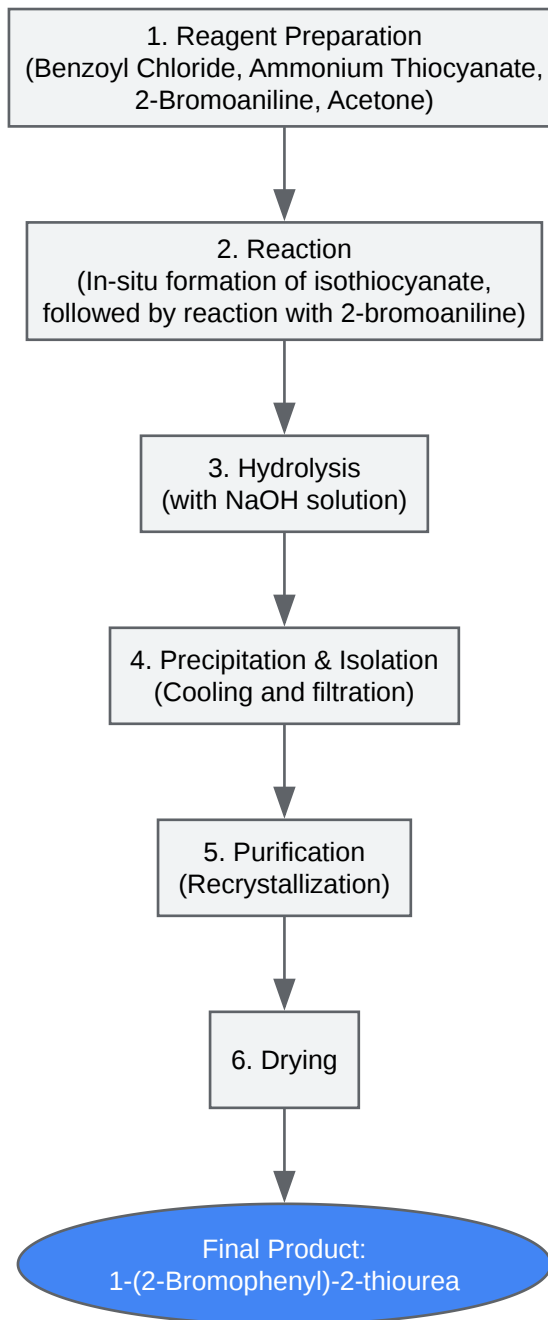 1. Reagent Preparation
(Benzoyl Chloride, Ammonium Thiocyanate,
2-Bromoaniline, Acetone)
2. Reaction
(In-situ formation of isothiocyanate,
followed by reaction with 2-bromoaniline)
3. Hydrolysis
(with NaOH solution)
4. Precipitation & Isolation
(Cooling and filtration)
5. Purification
(Recrystallization)
6. Drying
Final Product:
1-(2-Bromophenyl)-2-thiourea